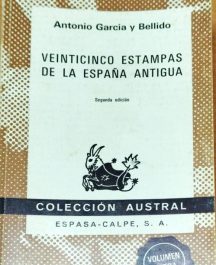 Antonio García y Bellido
VEINTICINCO ESTAMPAS
DE LA ESPAÑA ANTIGUA
Segunda edición
COLECCIÓN AUSTRAL
ESPASA-CALPE, S. A.
VOLUMEN